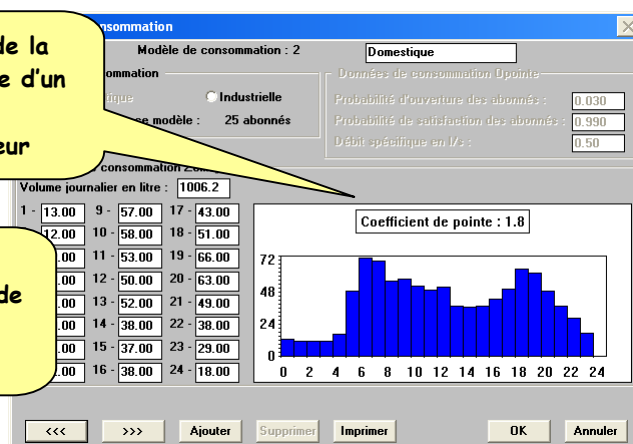 de la
e d'un
eur
de
nsommation
Modèle de consommation : 2
Domestique
ommation
Données de consommation Upointe
tique
Industrielle
Probabilité d'ouverture des abonnés :
0.030
se modèle :
25 abonnés
Probabilité de satisfaction des abonnés :
0.990
Débit spécifique en l/s :
0.50
consommation
Volume journalier en litre :
1006.2
1 - 13.00 9 - 57.00 17 - 43.00
12.00 10 - 58.00 18 - 51.00
.00 11 - 53.00 19 - 66.00
.00 12 - 50.00 20 - 63.00
.00 13 - 52.00 21 - 49.00
.00 14 - 38.00 22 - 38.00
.00 15 - 37.00 23 - 29.00
.00 16 - 38.00 24 - 18.00
Coefficient de pointe : 1.8
72
48
24
0
0 2 4 6 8 10 12 14 16 18 20 22 24
<<<
>>>
Ajouter
Supprimer
Imprimer
OK
Annuler